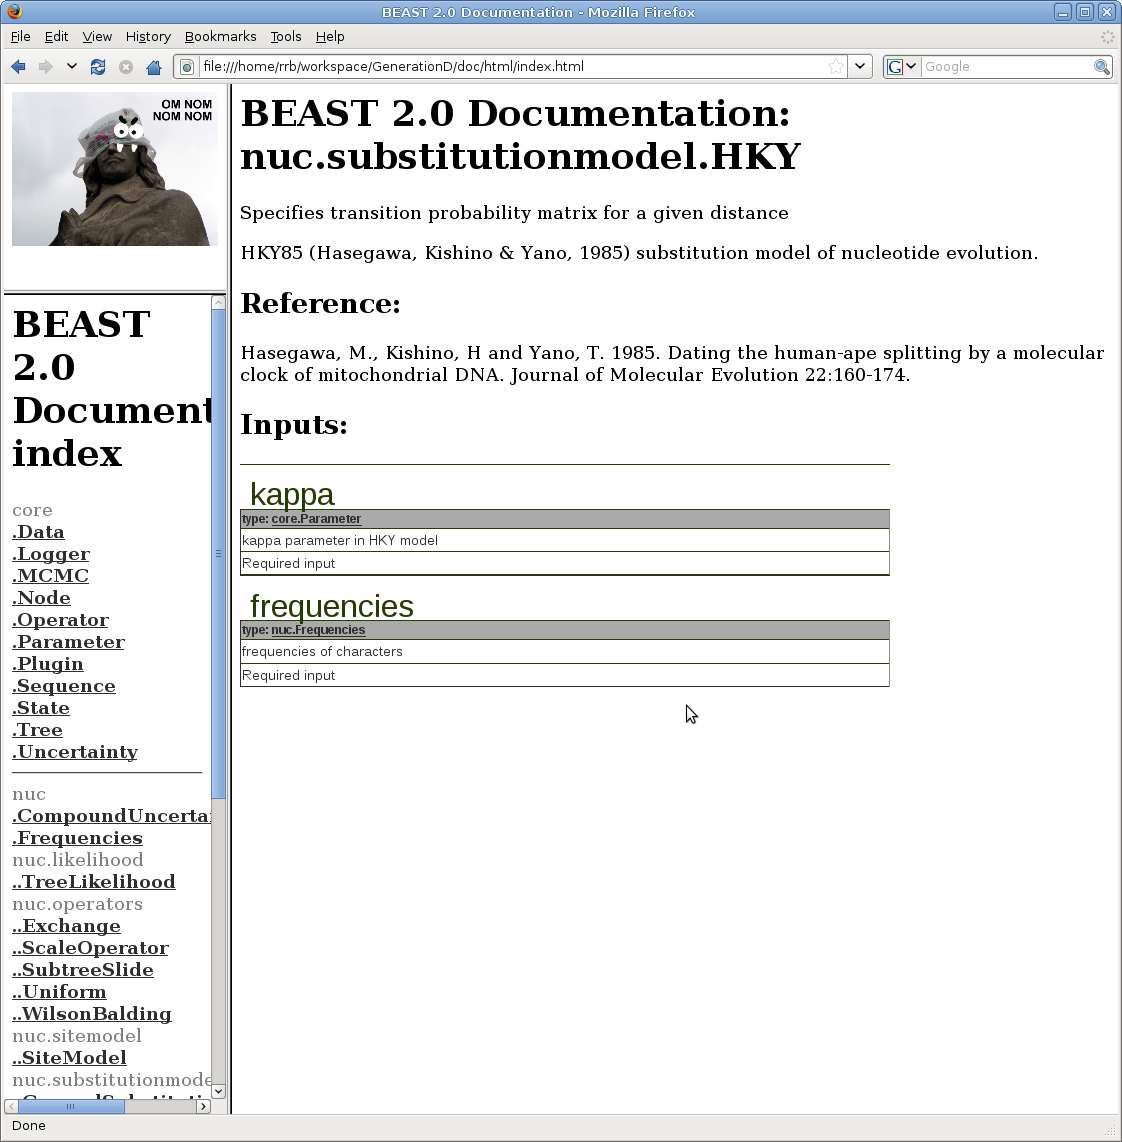 BEAST 2.0 Documentation - Mozilla Firefox
File Edit View History Bookmarks Tools Help
file:///home/rrb/workspace/GenerationD/doc/html/index.html
G Google
OM NOM
NOM NOM
BEAST
2.0
Document
index
core
.Data
.Logger
.MCMC
.Node
.Operator
.Parameter
.Plugin
.Sequence
.State
.Tree
.Uncertainty
nuc
.CompoundUncertai
.Frequencies
nuc.likelihood
..TreeLikelihood
nuc.operators
..Exchange
..ScaleOperator
..SubtreeSlide
..Uniform
..WilsonBalding
nuc.sitemodel
..SiteModel
nuc.substitutionmode
BEAST 2.0 Documentation:
nuc.substitutionmodel.HKY
Specifies transition probability matrix for a given distance
HKY85 (Hasegawa, Kishino & Yano, 1985) substitution model of nucleotide evolution.
Reference:
Hasegawa, M., Kishino, H and Yano, T. 1985. Dating the human-ape splitting by a molecular
clock of mitochondrial DNA. Journal of Molecular Evolution 22:160-174.
Inputs:
kappa
type: core.Parameter
kappa parameter in HKY model
Required input
frequencies
type: nuc.Frequencies
frequencies of characters
Required input
Done